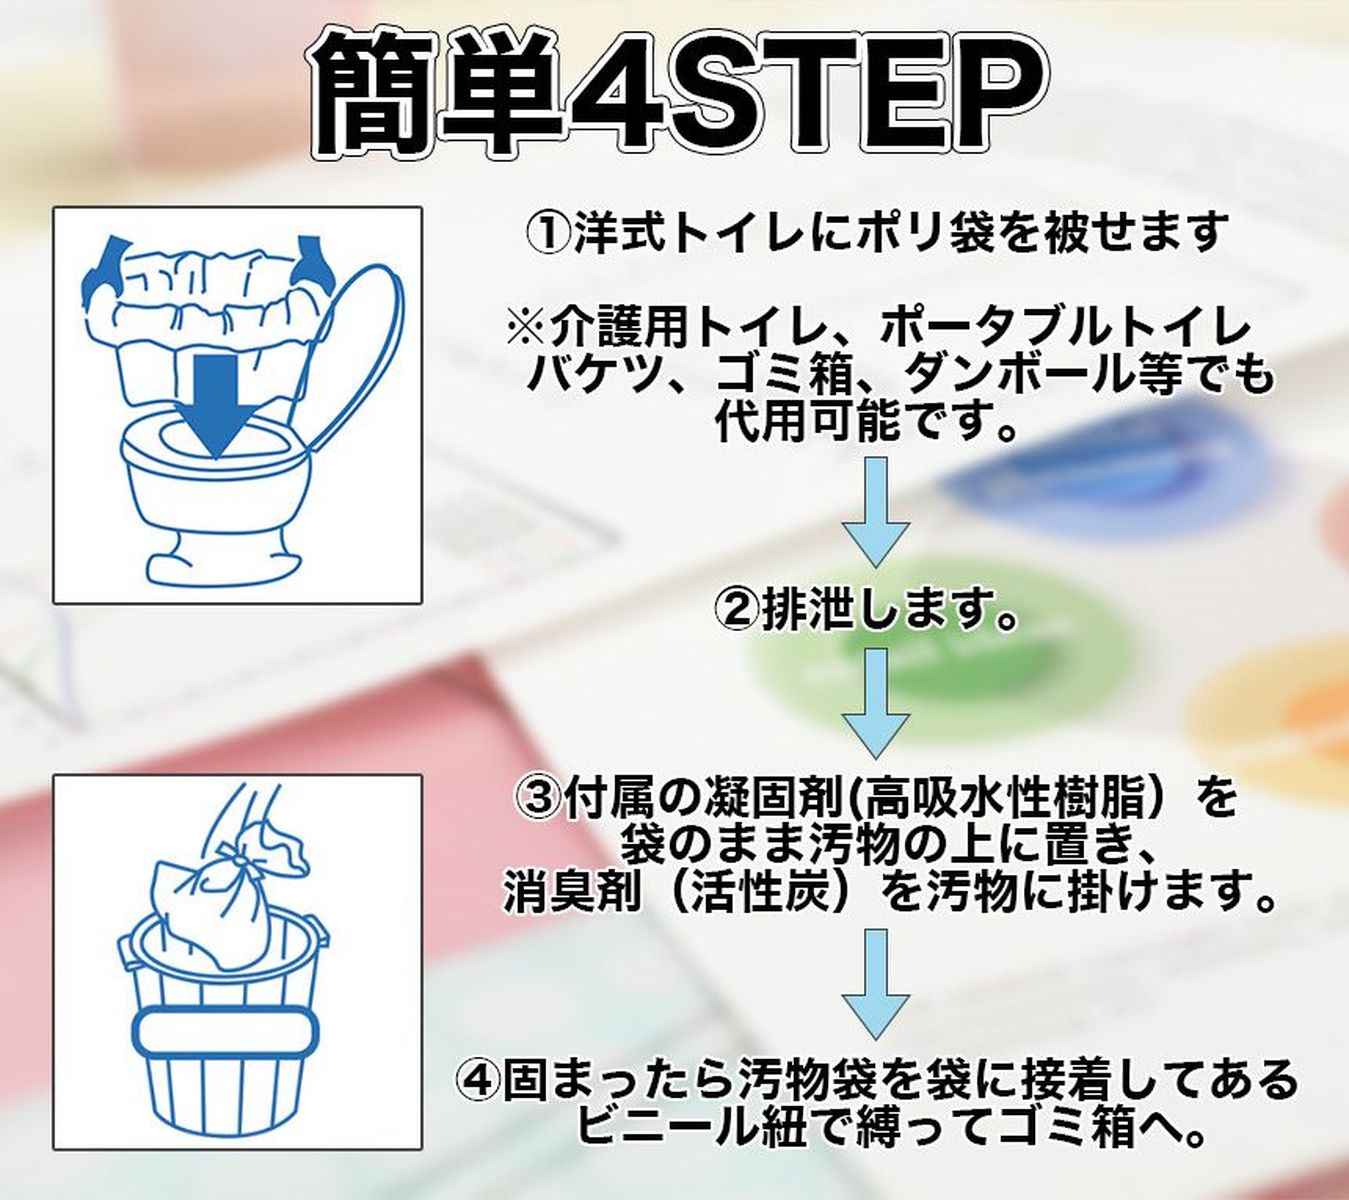 簡単4STEP
①洋式トイレにポリ袋を被せます
※介護用トイレ、ポータブルトイレ
バケツ、ゴミ箱、ダンボール等でも
代用可能です。
②排泄します。
③付属の凝固剤(高吸水性樹脂）を
袋のまま汚物の上に置き、
消臭剤（活性炭）を汚物に掛けます。
④固まったら汚物袋を袋に接着してある
ビニール紐で縛ってゴミ箱へ。